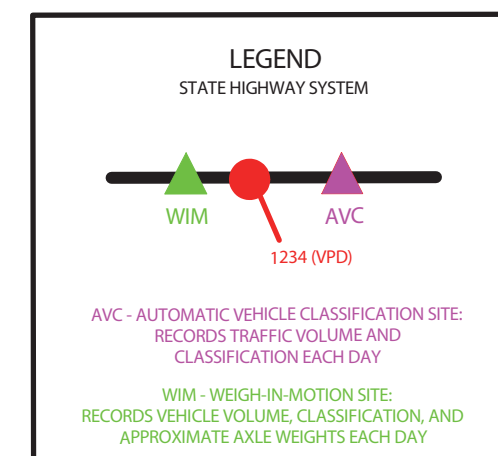 LEGEND
STATE HIGHWAY SYSTEM
WIM
AVC
1234 (VPD)
AVC - AUTOMATIC VEHICLE CLASSIFICATION SITE:
RECORDS TRAFFIC VOLUME AND
CLASSIFICATION EACH DAY
WIM - WEIGH-IN-MOTION SITE:
RECORDS VEHICLE VOLUME, CLASSIFICATION, AND
APPROXIMATE AXLE WEIGHTS EACH DAY